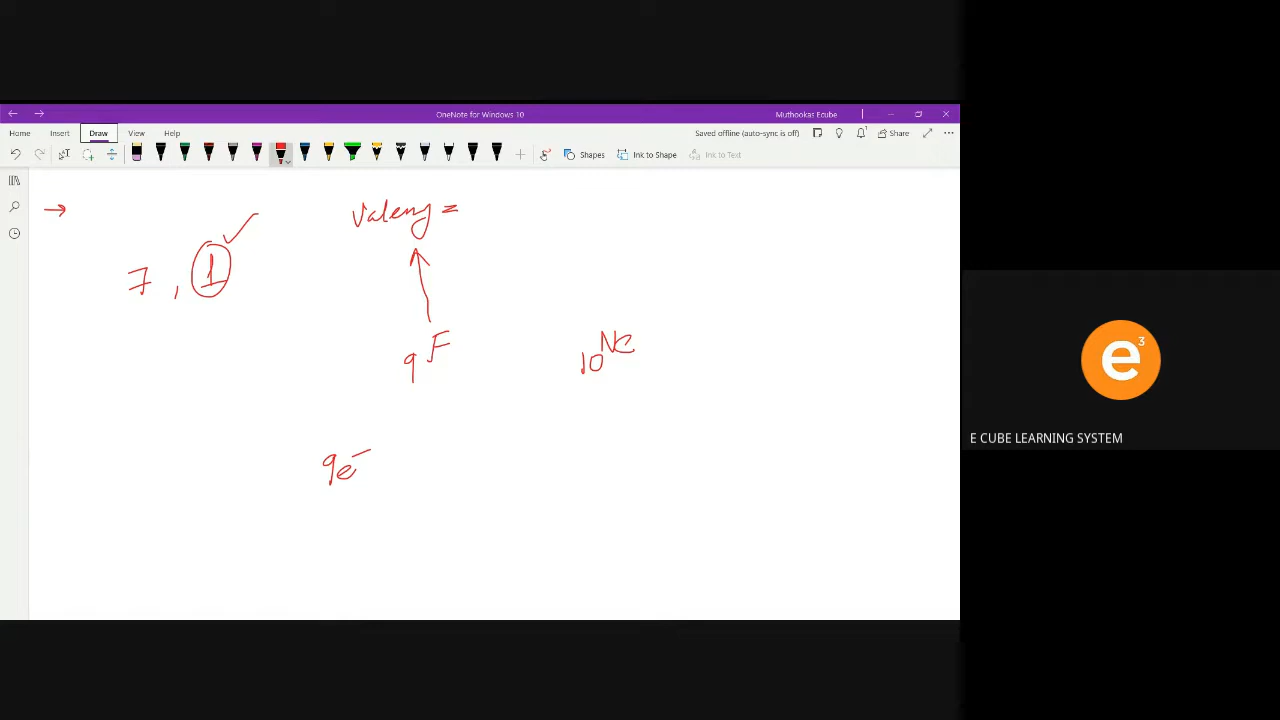 OneNote for Windows 10
Muthookas Ecube
Home Insert Draw View Help
Saved offline (auto-sync is off)
Share
Shapes
Ink to Shape
Ink to Text
→ Valency =
7, 1 ✓
9F
10Ne
9e⁻
e³
E CUBE LEARNING SYSTEM